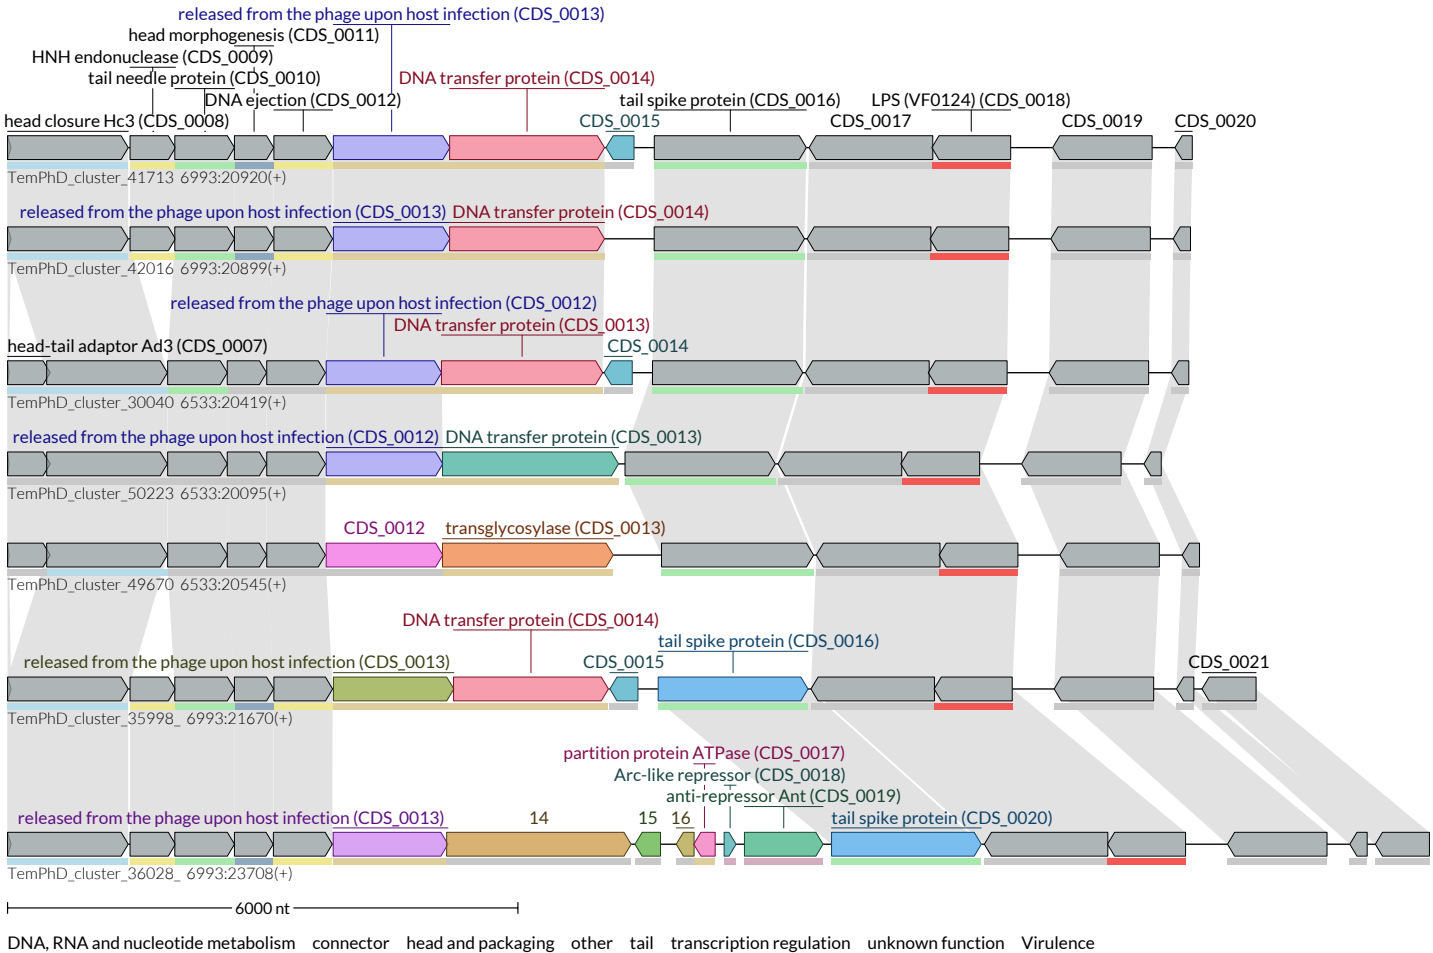 released from the phage upon host infection (CDS_0013)
head morphogenesis (CDS_0011)
HNH endonuclease (CDS_0009)
tail needle protein (CDS_0010) DNA transfer protein (CDS_0014)
DNA ejection (CDS_0012) tail spike protein (CDS_0016) LPS (VF0124) (CDS_0018)
head closure Hc3 (CDS_0008) CDS_0015 CDS_0017 CDS_0019 CDS_0020
TemPhD_cluster_41713 6993:20920(+)
released from the phage upon host infection (CDS_0013) DNA transfer protein (CDS_0014)
TemPhD_cluster_42016 6993:20899(+)
released from the phage upon host infection (CDS_0012)
DNA transfer protein (CDS_0013)
head-tail adaptor Ad3 (CDS_0007) CDS_0014
TemPhD_cluster_30040 6533:20419(+)
released from the phage upon host infection (CDS_0012) DNA transfer protein (CDS_0013)
TemPhD_cluster_50223 6533:20095(+)
CDS_0012 transglycosylase (CDS_0013)
TemPhD_cluster_49670 6533:20545(+)
DNA transfer protein (CDS_0014)
tail spike protein (CDS_0016)
released from the phage upon host infection (CDS_0013) CDS_0015 CDS_0021
TemPhD_cluster_35998_ 6993:21670(+)
partition protein ATPase (CDS_0017)
Arc-like repressor (CDS_0018)
anti-repressor Ant (CDS_0019)
released from the phage upon host infection (CDS_0013) 14 15 16 tail spike protein (CDS_0020)
TemPhD_cluster_36028_ 6993:23708(+)
6000 nt
DNA, RNA and nucleotide metabolism connector head and packaging other tail transcription regulation unknown function Virulence